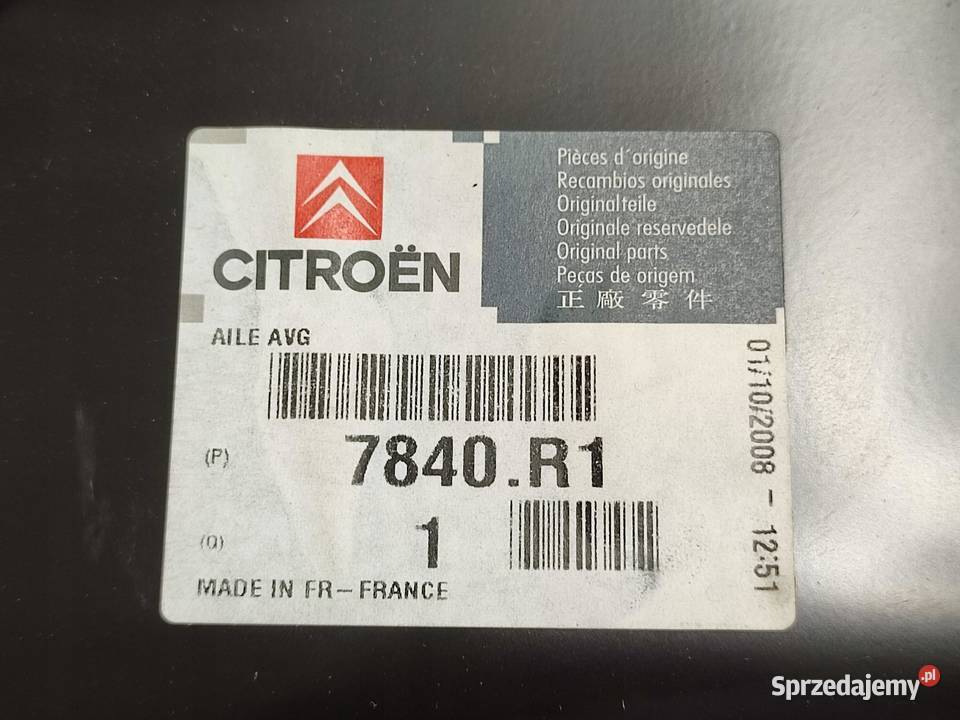 CITROËN
Pièces d'origine
Recambios originales
Originalteile
Originale reservedele
Original parts
Peças de origem
正廠零件
AILE AVG
(P) 7840.R1
(Q) 1
MADE IN FR-FRANCE
01/10/2008 - 12:51
Sprzedajemy.pl